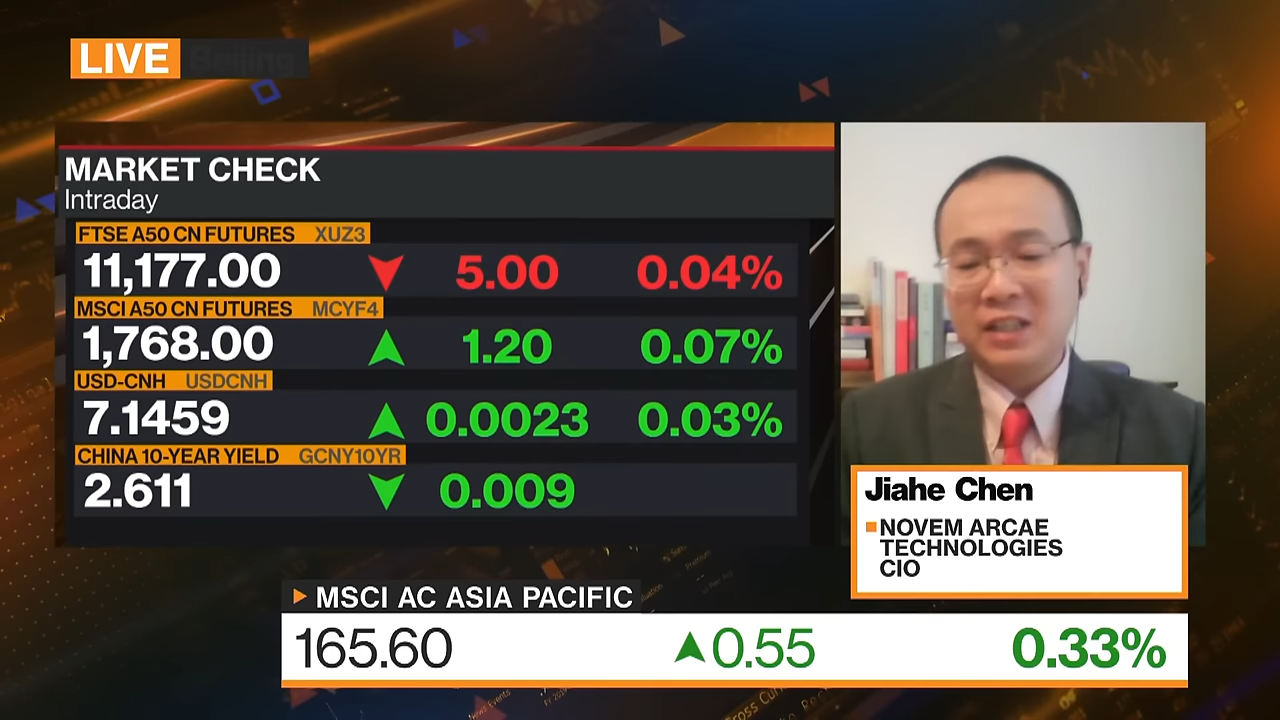 LIVE Beijing
MARKET CHECK
Intraday
FTSE A50 CN FUTURES XUZ3
11,177.00 ▼ 5.00 0.04%
MSCI A50 CN FUTURES MCYF4
1,768.00 ▲ 1.20 0.07%
USD-CNH USDCNH
7.1459 ▲ 0.0023 0.03%
CHINA 10-YEAR YIELD GCNY10YR
2.611 ▼ 0.009
Jiahe Chen
NOVEM ARCAE
TECHNOLOGIES
CIO
MSCI AC ASIA PACIFIC
165.60 ▲0.55 0.33%